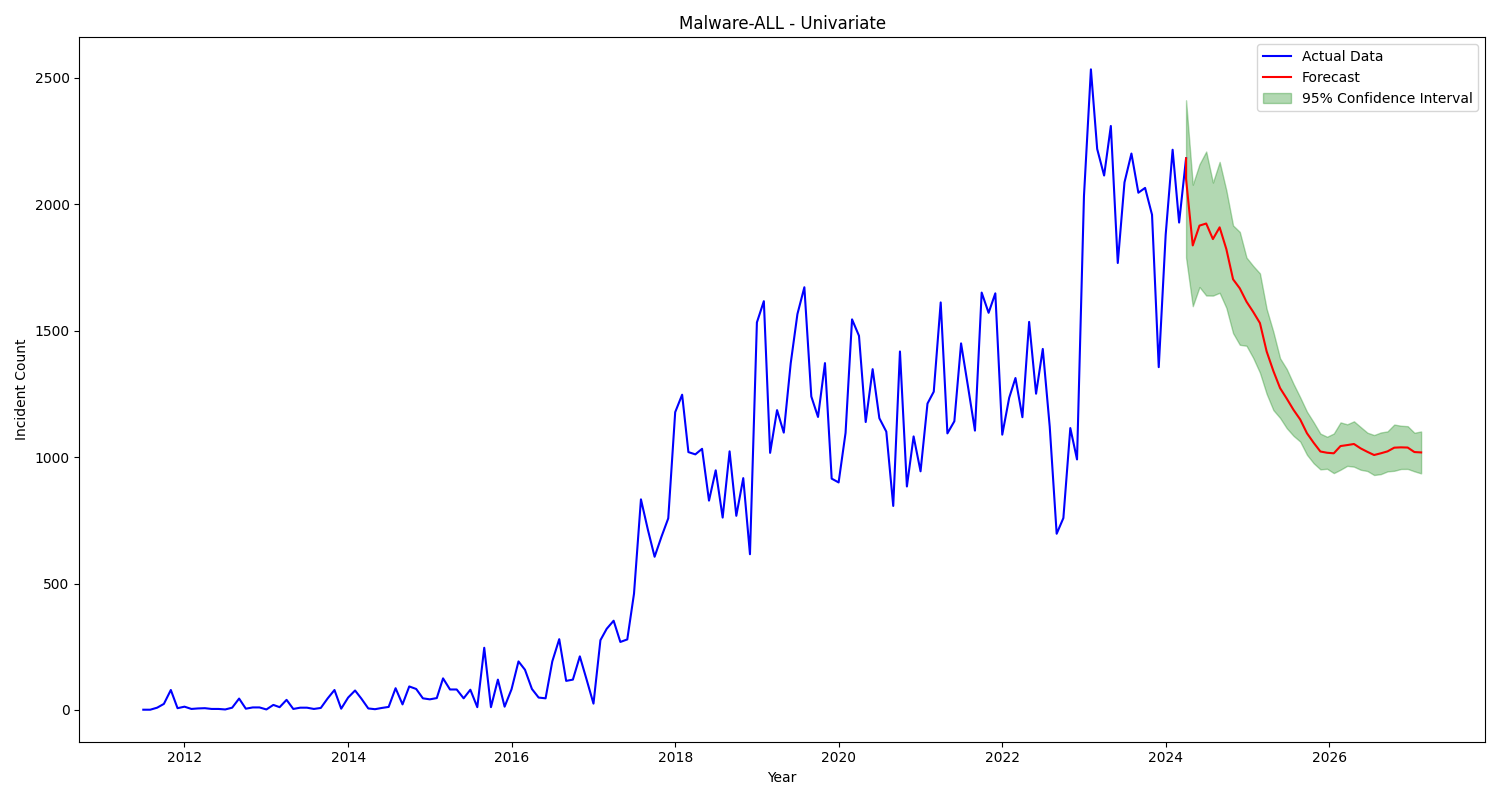 Malware-ALL - Univariate
Actual Data
Forecast
95% Confidence Interval
Incident Count
2500
2000
1500
1000
500
0
2012
2014
2016
2018
2020
2022
2024
2026
Year